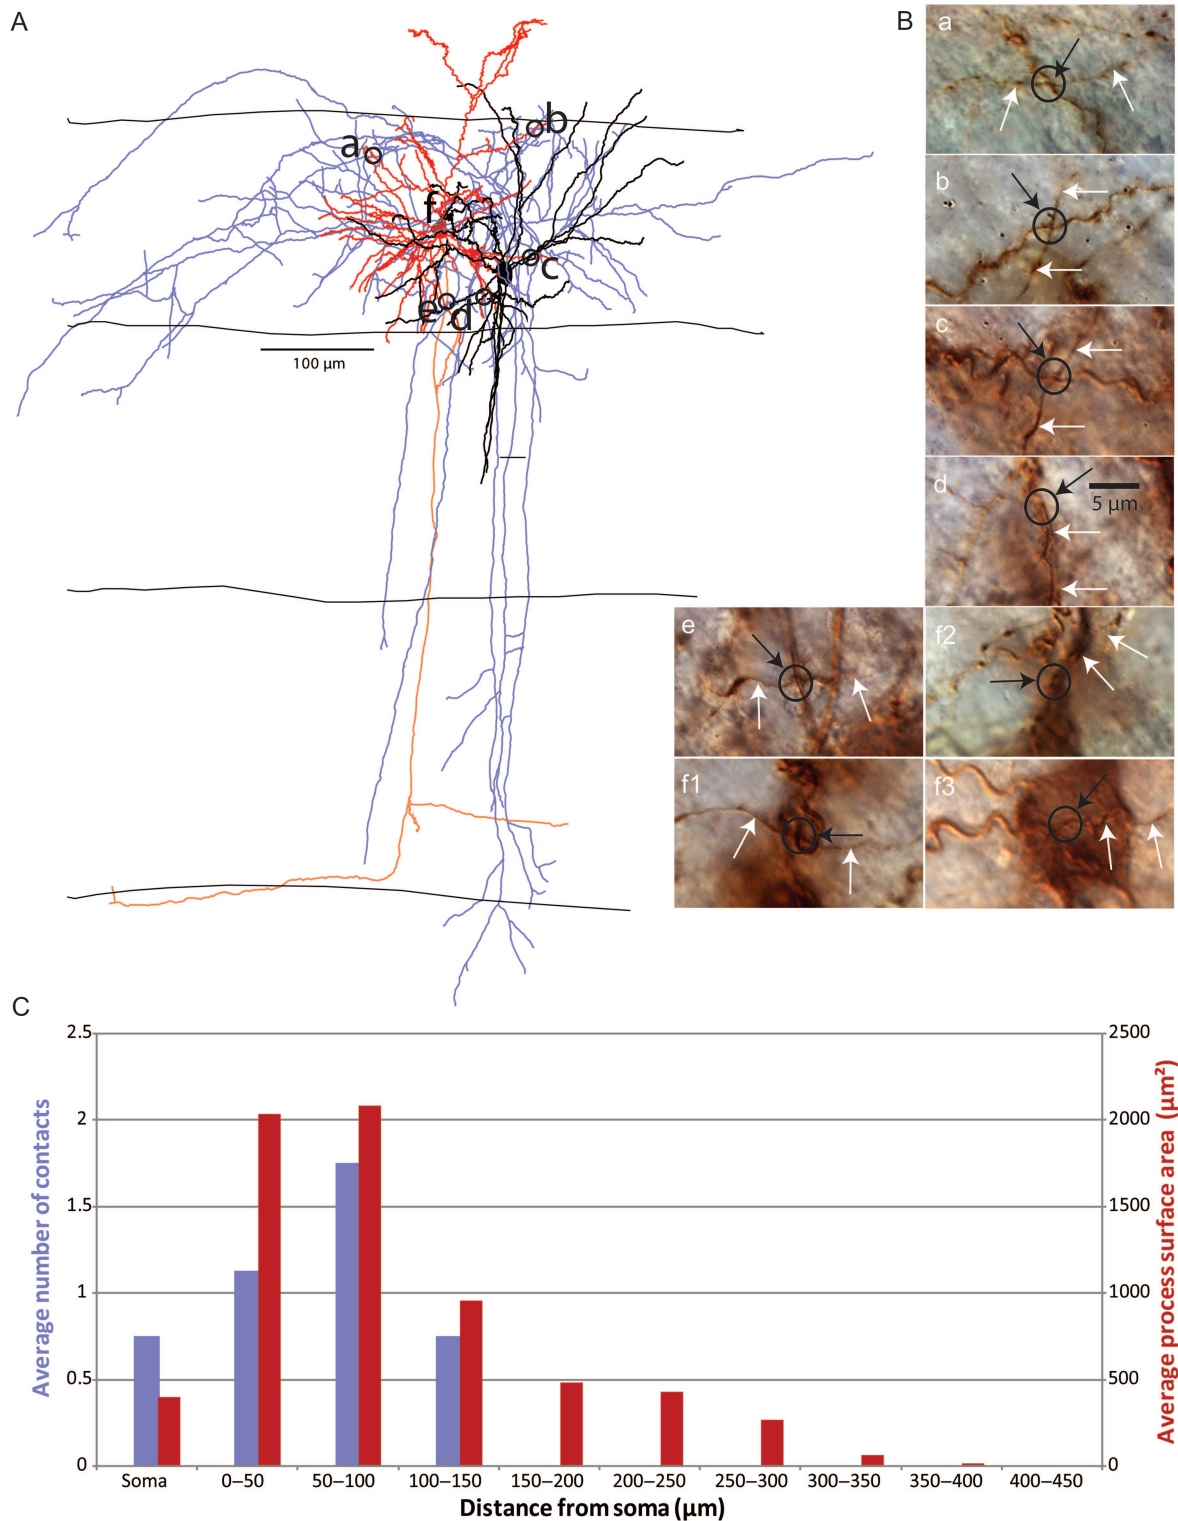 A
a
b
f
c
e
d
100 µm
B
a
b
c
d
5 µm
e
f2
f1
f3
C
Average number of contacts
2.5
2
1.5
1
0.5
0
2500
2000
1500
1000
500
0
Average process surface area (µm²)
Soma 0–50 50–100 100–150 150–200 200–250 250–300 300–350 350–400 400–450
Distance from soma (µm)